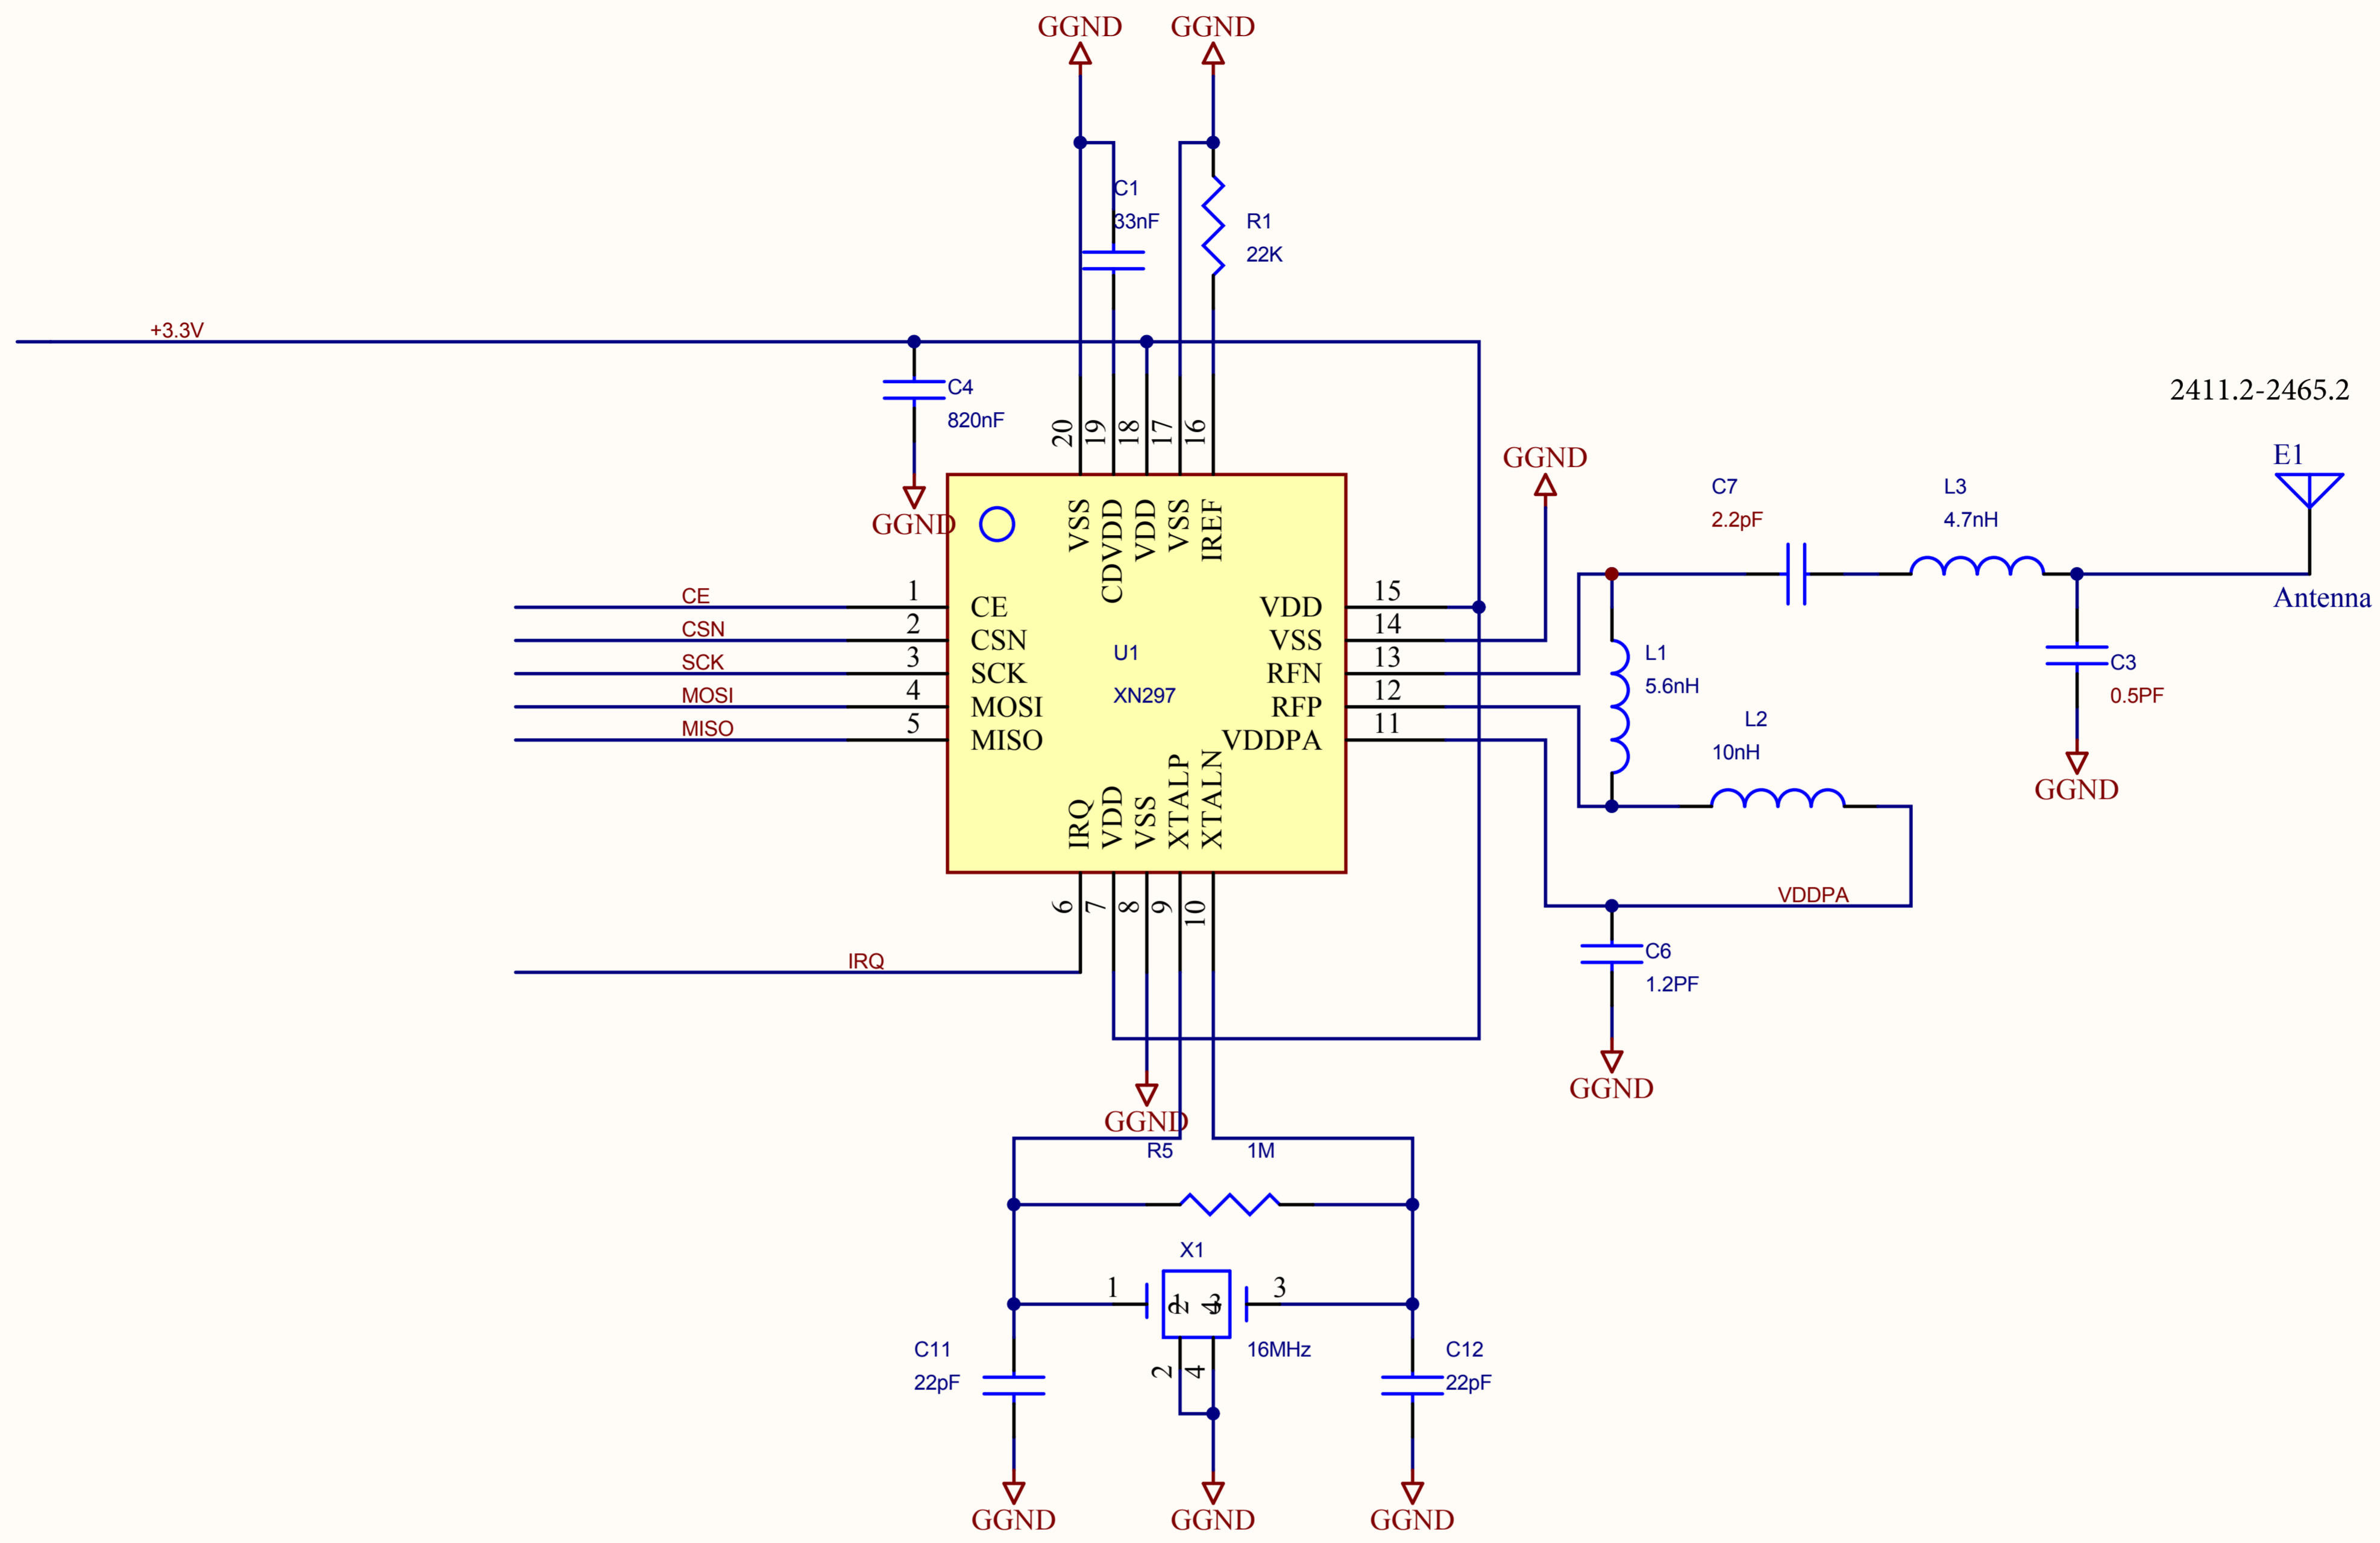 GGND
GGND
C1
33nF
R1
22K
+3.3V
C4
820nF
GGND
20
19
18
17
16
2411.2-2465.2
E1
Antenna
GGND
C7
2.2pF
L3
4.7nH
VSS
CDVDD
VDD
VSS
IREF
CE
1
CE
CSN
2
CSN
SCK
3
SCK
MOSI
4
MOSI
MISO
5
MISO
U1
XN297
VDD
15
VSS
14
RFN
13
RFP
12
VDDPA
11
L1
5.6nH
L2
10nH
C3
0.5PF
GGND
IRQ
VDD
VSS
XTALP
XTALN
6
7
8
9
10
IRQ
VDDPA
C6
1.2PF
GGND
GGND
R5
1M
X1
1
1
2
4
3
3
16MHz
2
4
C11
22pF
C12
22pF
GGND
GGND
GGND